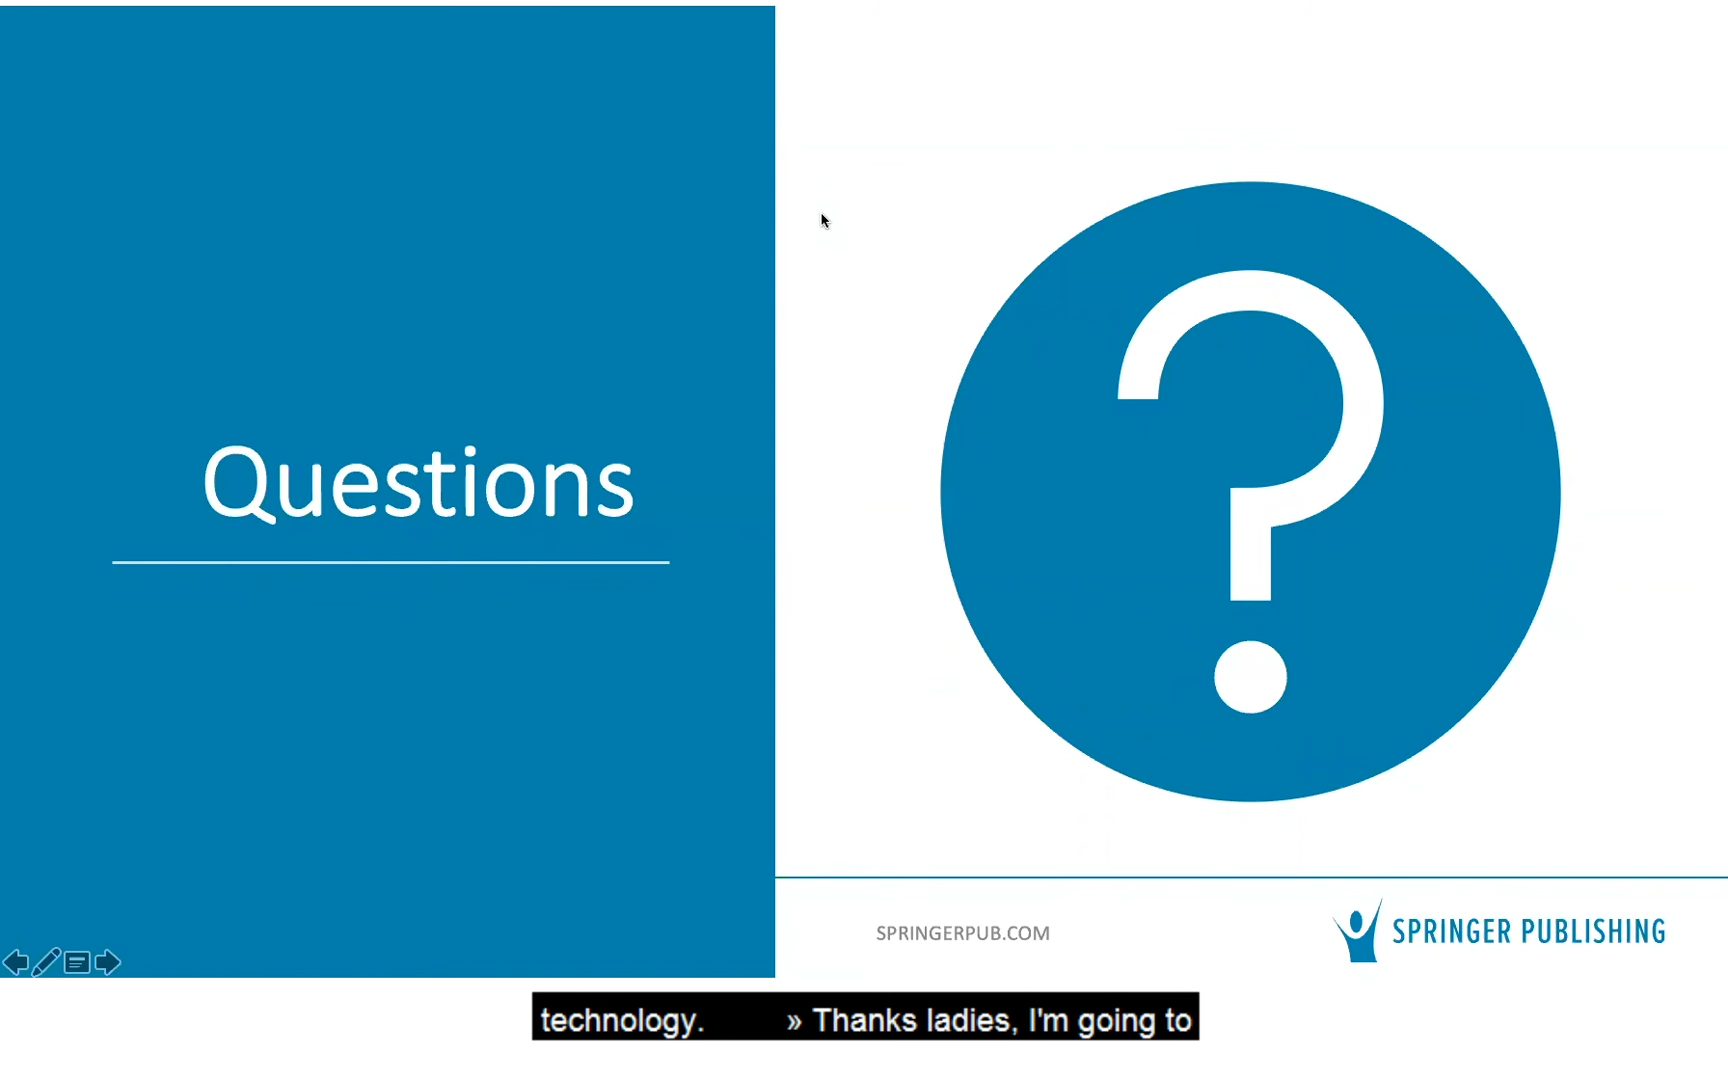 Questions
?
SPRINGERPUB.COM
SPRINGER PUBLISHING
technology. » Thanks ladies, I'm going to